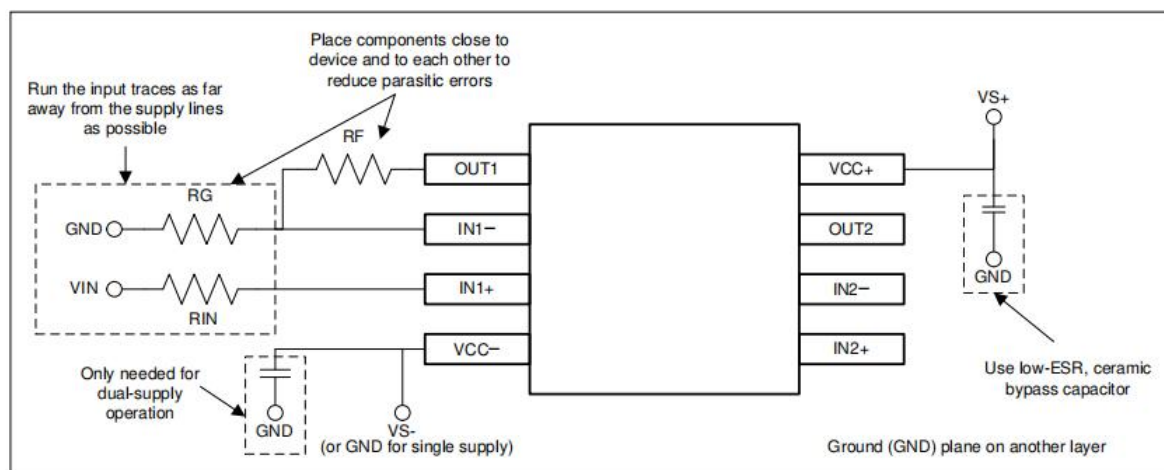 Place components close to
device and to each other to
reduce parasitic errors
Run the input traces as far
away from the supply lines
as possible
VS+
RF
OUT1
VCC+
RG
GND
IN1−
OUT2
VIN
RIN
IN1+
IN2−
GND
VCC−
IN2+
Only needed for
dual-supply
operation
GND
VS-
(or GND for single supply)
Use low-ESR, ceramic
bypass capacitor
Ground (GND) plane on another layer